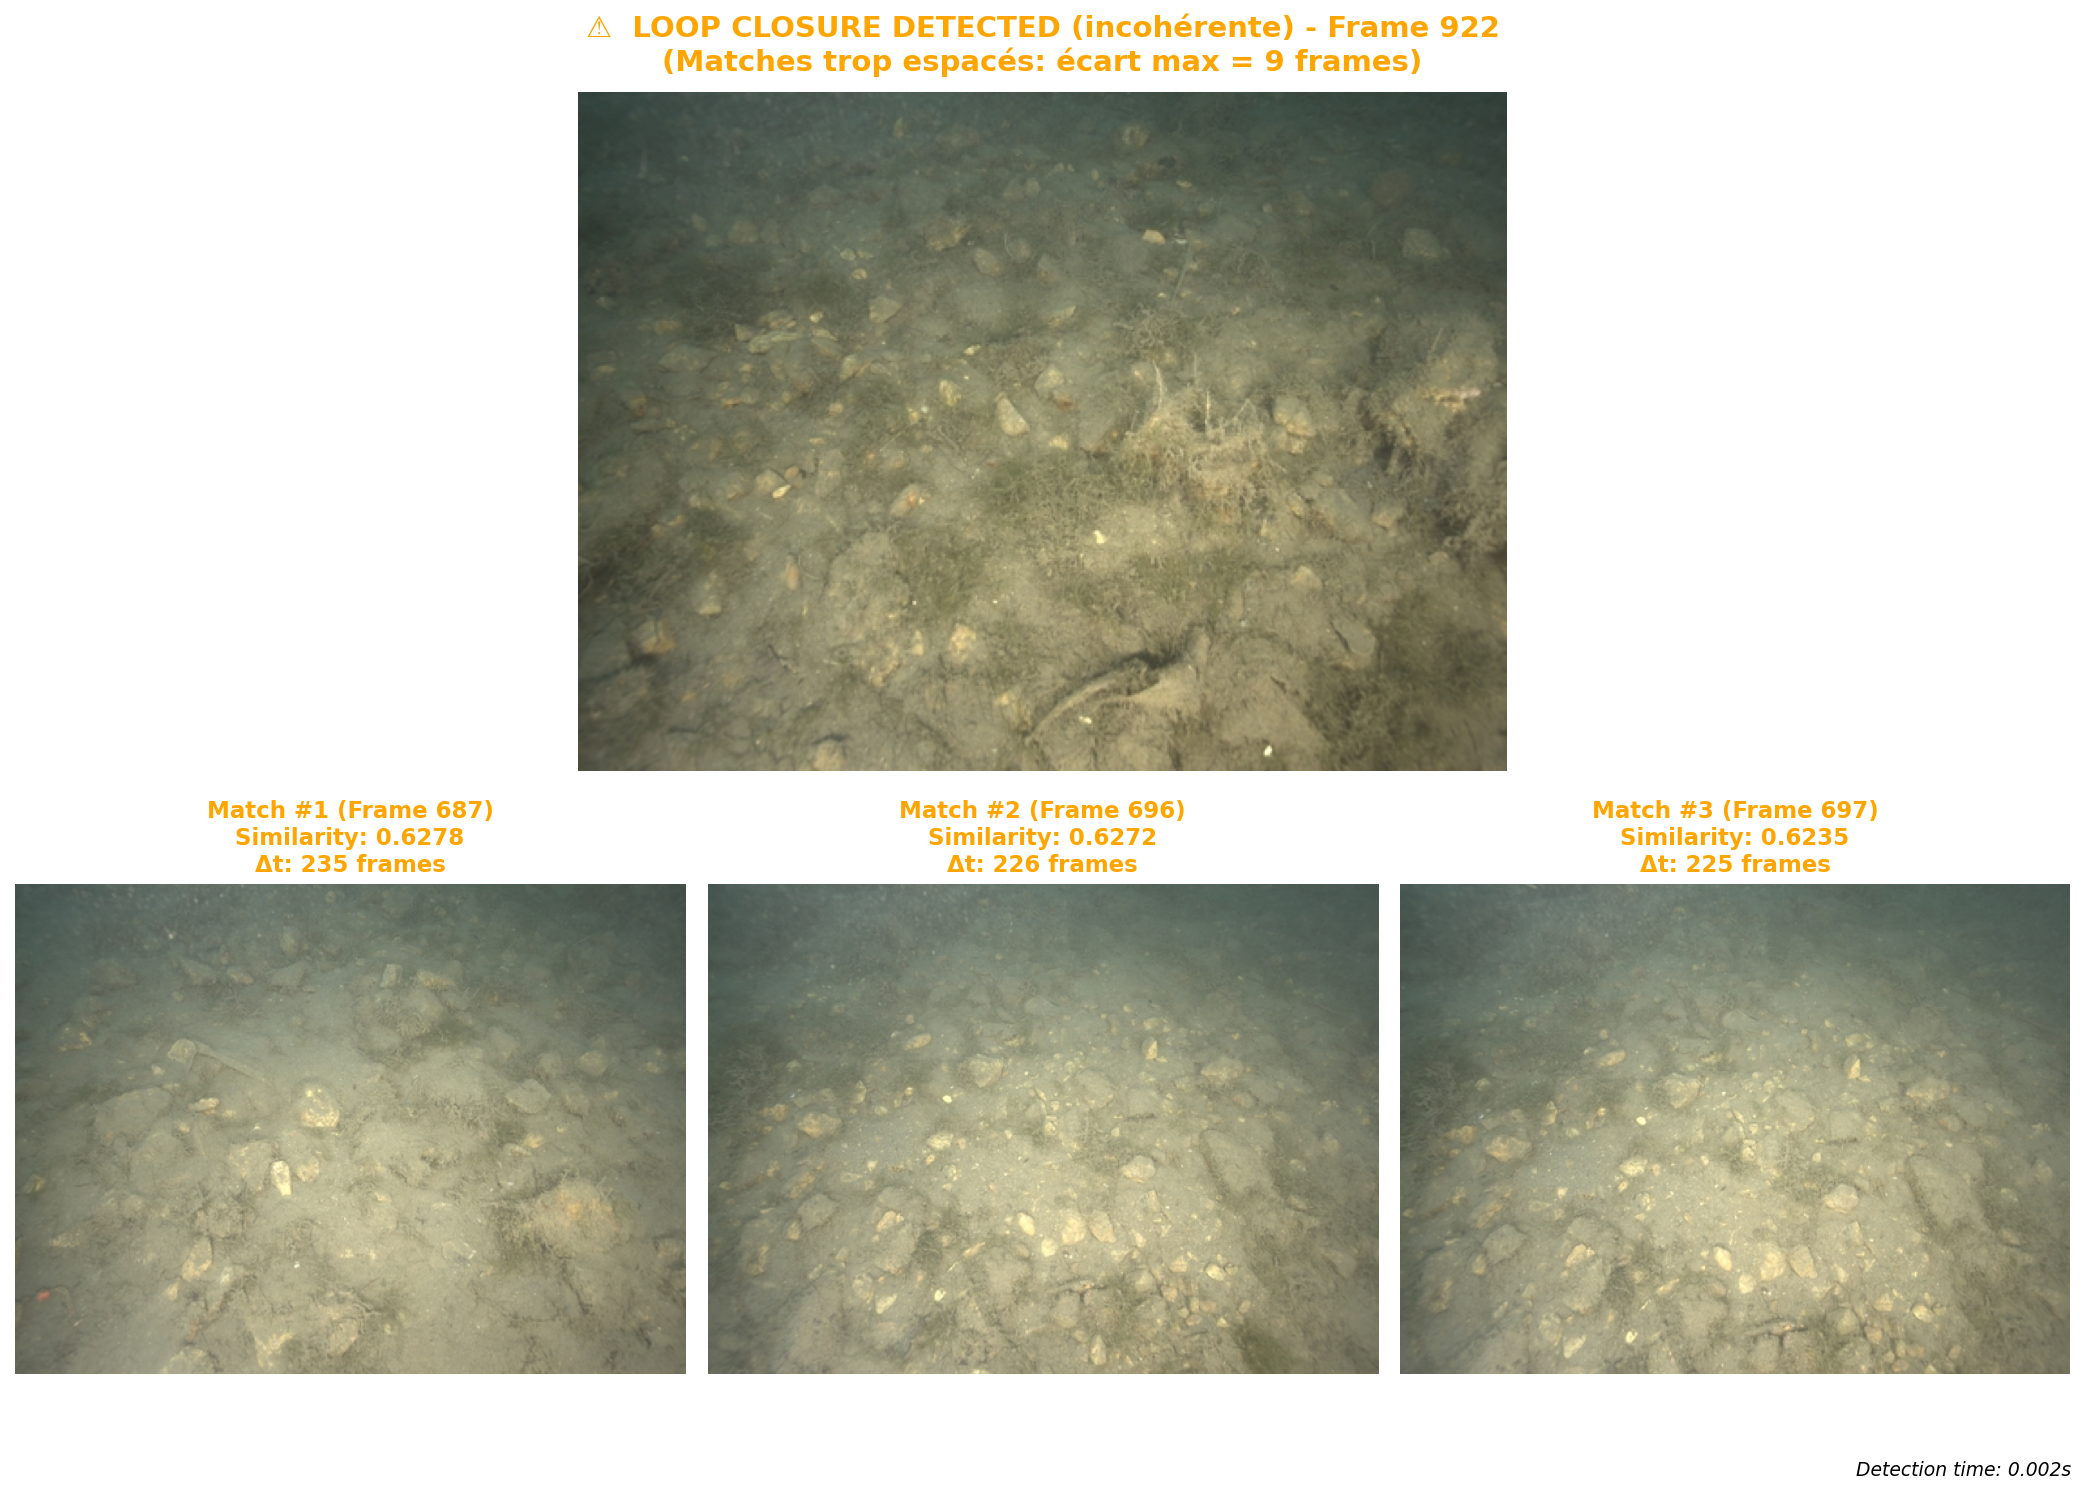 ⚠ LOOP CLOSURE DETECTED (incohérente) - Frame 922
(Matches trop espacés: écart max = 9 frames)
Match #1 (Frame 687)
Similarity: 0.6278
Δt: 235 frames
Match #2 (Frame 696)
Similarity: 0.6272
Δt: 226 frames
Match #3 (Frame 697)
Similarity: 0.6235
Δt: 225 frames
Detection time: 0.002s